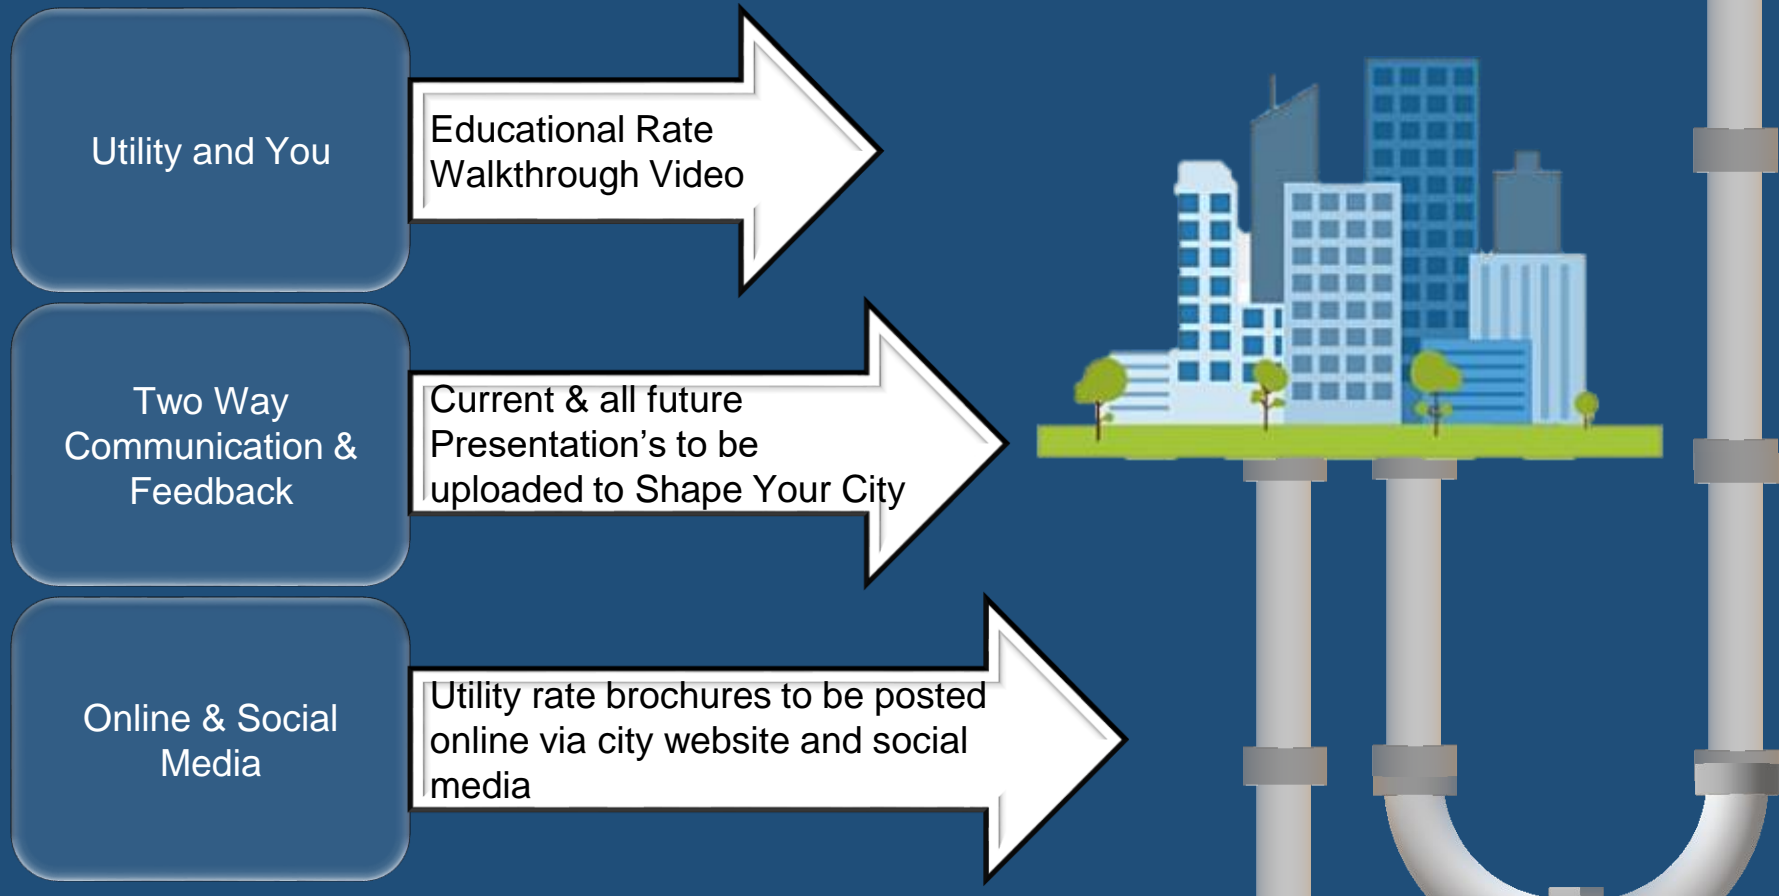 Utility and You
Educational Rate
Walkthrough Video
Two Way
Communication &
Feedback
Current & all future
Presentation’s to be
uploaded to Shape Your City
Online & Social
Media
Utility rate brochures to be posted
online via city website and social
media